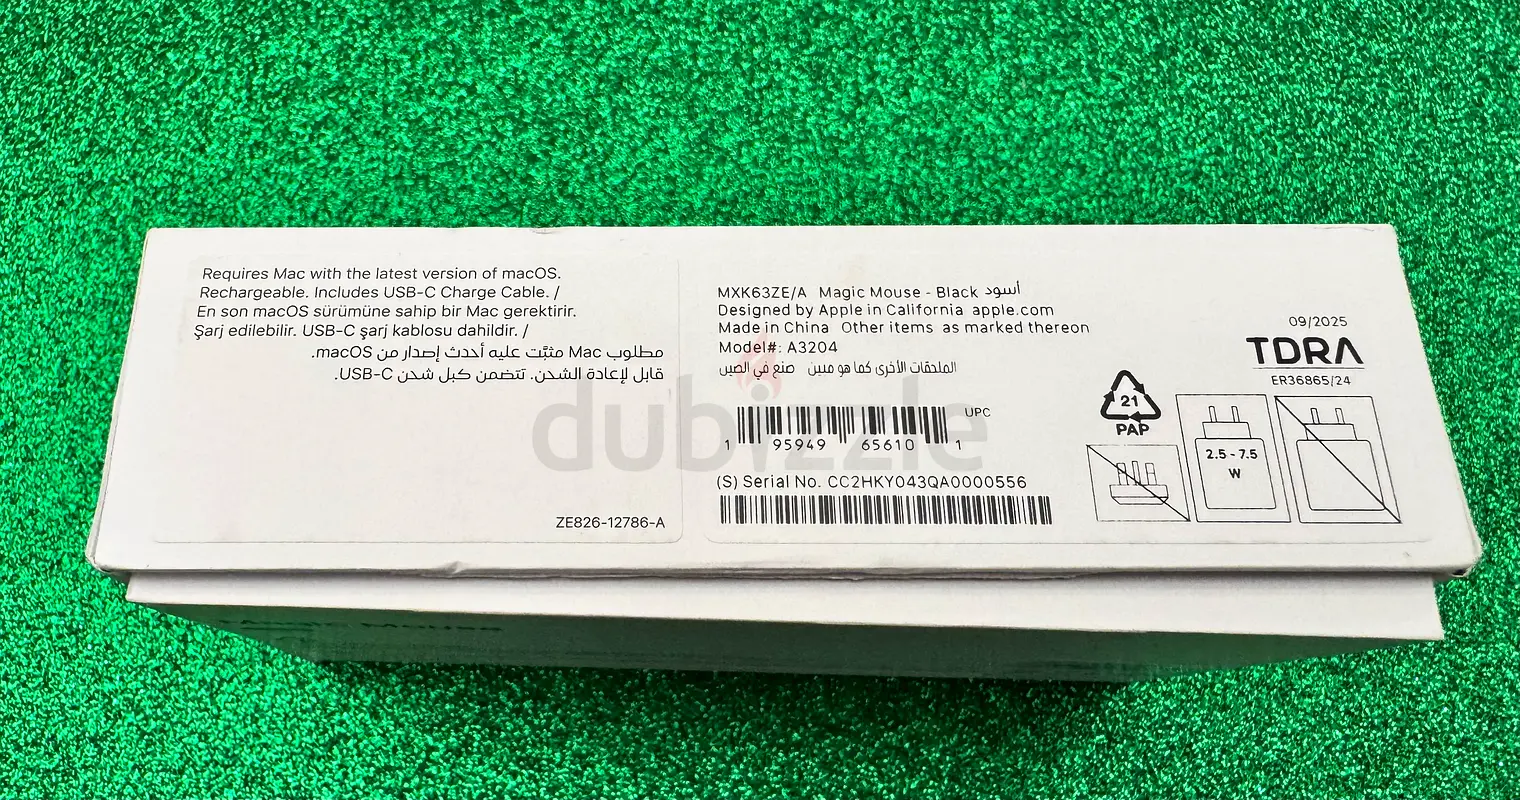 Requires Mac with the latest version of macOS.
Rechargeable. Includes USB-C Charge Cable. /
En son macOS sürümüne sahip bir Mac gerektirir.
Şarj edilebilir. USB-C şarj kablosu dahildir. /
مطلوب Mac مثبّت عليه أحدث إصدار من macOS.
قابل لإعادة الشحن. تتضمن كبل شحن USB-C.
ZE826-12786-A
MXK63ZE/A Magic Mouse - Black أسود
Designed by Apple in California apple.com
Made in China Other items as marked thereon
Model#: A3204
الملحقات الأخرى كما هو مبين صنع في الصين
UPC
1 95949 65610 1
(S) Serial No. CC2HKY043QA0000556
09/2025
TDRA
ER36865/24
21
PAP
2.5 - 7.5
W
dubizzle